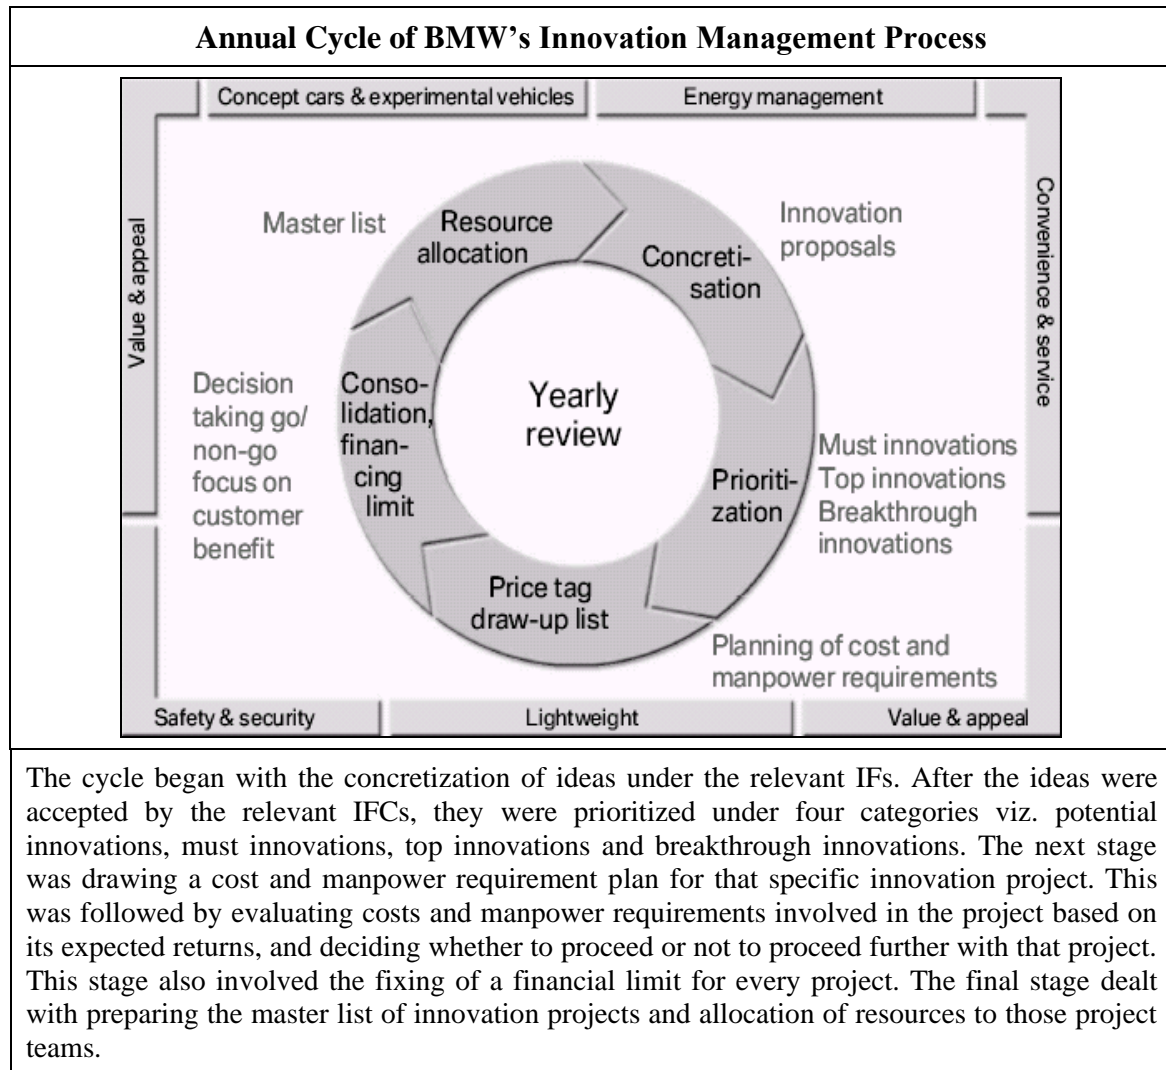 Annual Cycle of BMW’s Innovation Management Process
Concept cars & experimental vehicles
Energy management
Value & appeal
Convenience & service
Master list
Resource
allocation
Concreti-
sation
Innovation
proposals
Decision
taking go/
non-go
focus on
customer
benefit
Conso-
lidation,
finan-
cing
limit
Yearly
review
Prioriti-
zation
Must innovations
Top innovations
Breakthrough
innovations
Price tag
draw-up list
Planning of cost and
manpower requirements
Safety & security
Lightweight
Value & appeal
The cycle began with the concretization of ideas under the relevant IFs. After the ideas were
accepted by the relevant IFCs, they were prioritized under four categories viz. potential
innovations, must innovations, top innovations and breakthrough innovations. The next stage
was drawing a cost and manpower requirement plan for that specific innovation project. This
was followed by evaluating costs and manpower requirements involved in the project based on
its expected returns, and deciding whether to proceed or not to proceed further with that project.
This stage also involved the fixing of a financial limit for every project. The final stage dealt
with preparing the master list of innovation projects and allocation of resources to those project
teams.